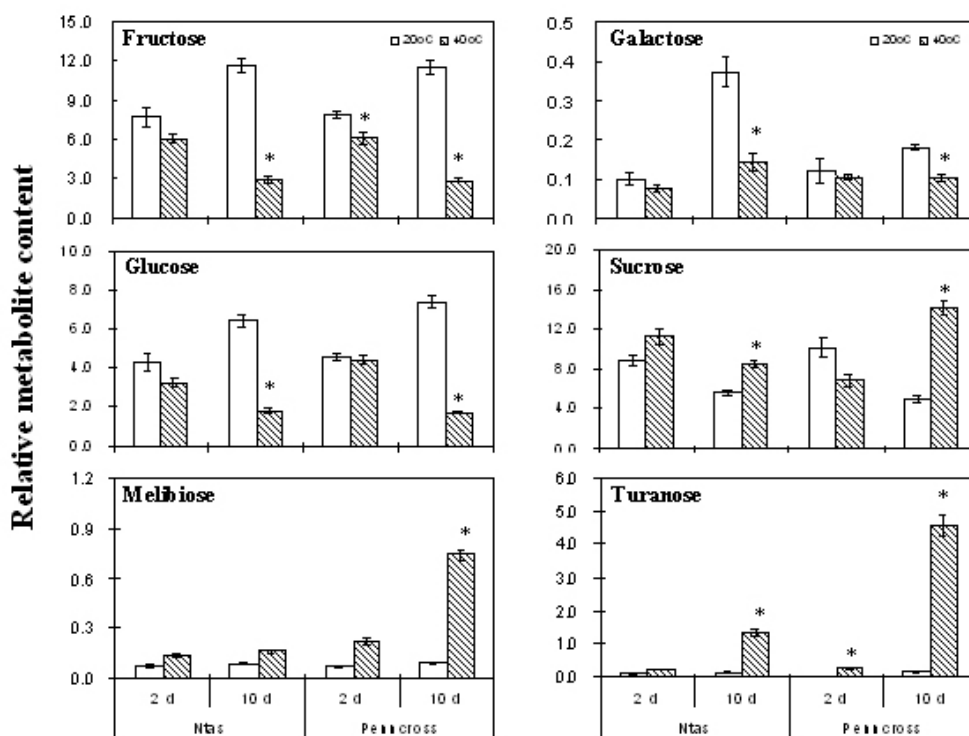 Relative metabolite content
Fructose
20oC 40oC
15.0
12.0
9.0
6.0
3.0
0.0
* * *
Galactose
20oC 40oC
0.5
0.4
0.3
0.2
0.1
0.0
* *
Glucose
8.0
6.0
4.0
2.0
0.0
* *
Sucrose
20.0
16.0
12.0
8.0
4.0
0.0
* *
Melibiose
1.2
0.9
0.6
0.3
0.0
*
2 d 10 d 2 d 10 d
Ntas Penncross
Turanose
6.0
5.0
4.0
3.0
2.0
1.0
0.0
* * *
2 d 10 d 2 d 10 d
Ntas Penncross